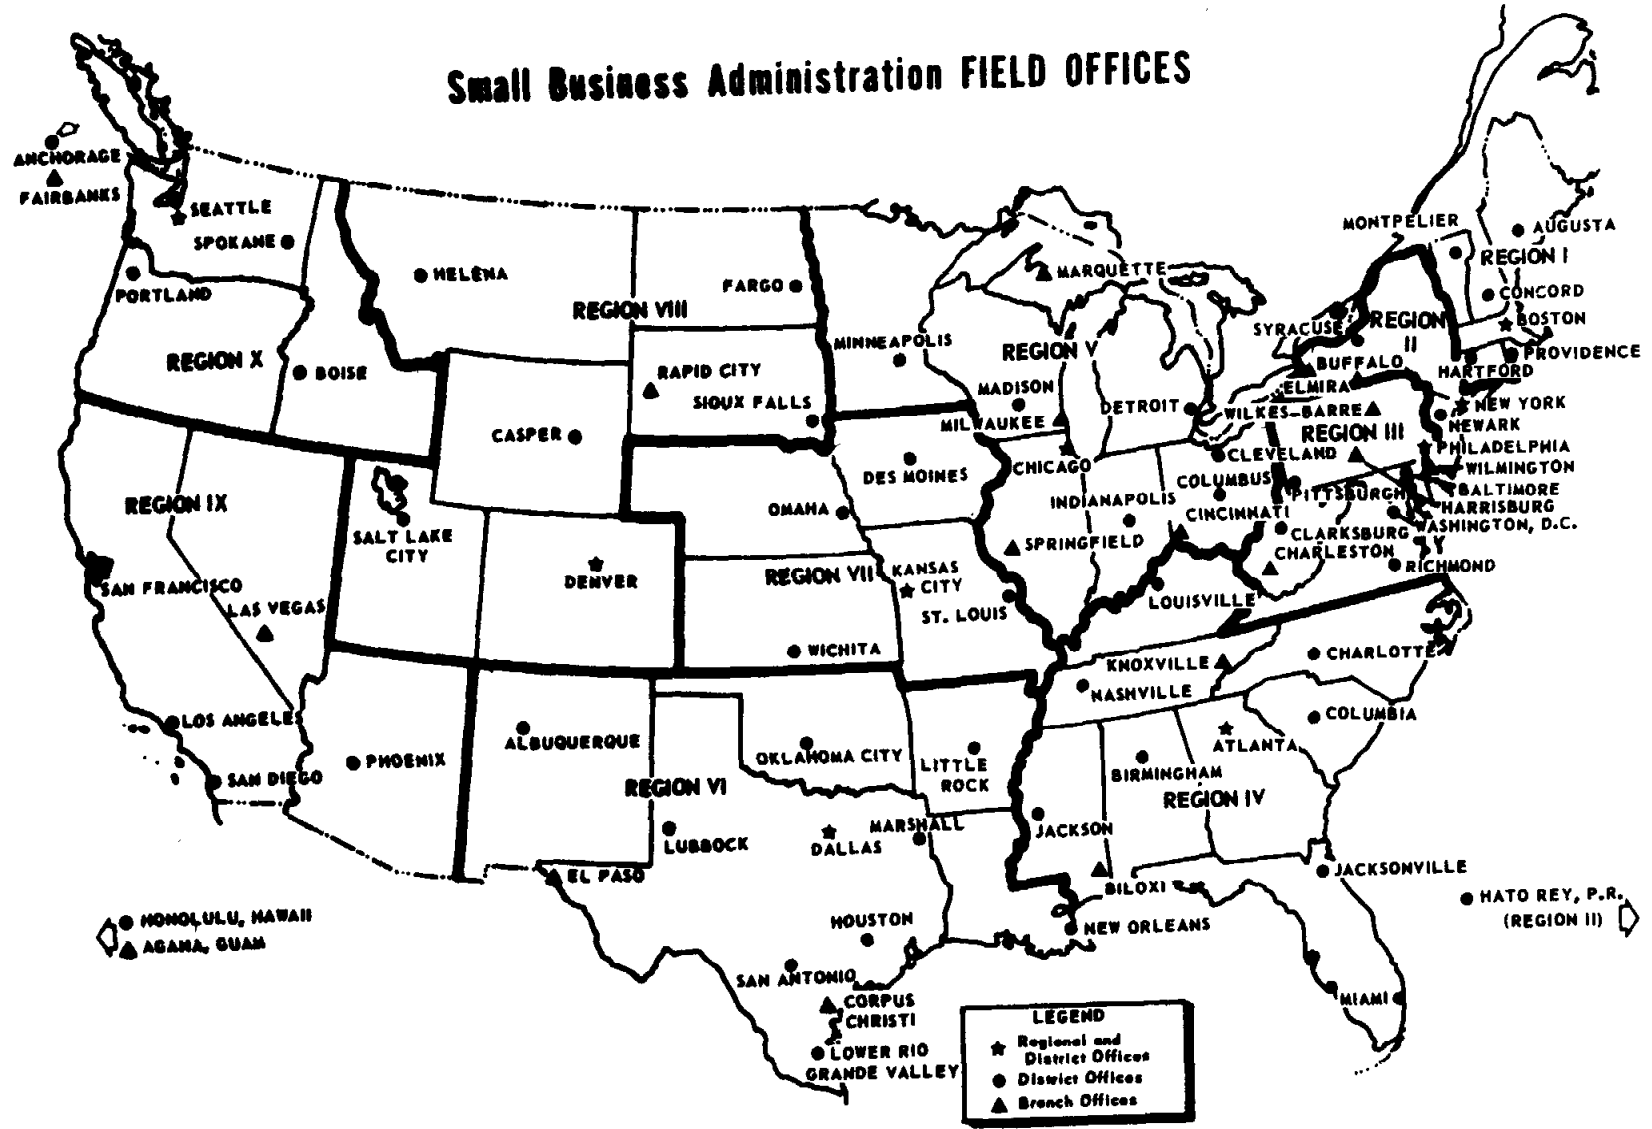 Small Business Administration FIELD OFFICES
ANCHORAGE
FAIRBANKS
SEATTLE
SPOKANE
PORTLAND
HELENA
REGION VIII
FARGO
REGION X
BOISE
CASPER
RAPID CITY
SIOUX FALLS
MINNEAPOLIS
REGION V
MARQUETTE
MADISON
MILWAUKEE
DETROIT
CHICAGO
MONTPELIER
AUGUSTA
REGION I
CONCORD
BOSTON
SYRACUSE
REGION
II
BUFFALO
PROVIDENCE
HARTFORD
ELMIRA
NEW YORK
WILKES-BARRE
NEWARK
REGION III
PHILADELPHIA
CLEVELAND
WILMINGTON
COLUMBUS
PITTSBURGH
BALTIMORE
HARRISBURG
INDIANAPOLIS
CINCINNATI
WASHINGTON, D.C.
CLARKSBURG
CHARLESTON
RICHMOND
SPRINGFIELD
LOUISVILLE
REGION IX
SAN FRANCISCO
LAS VEGAS
SALT LAKE
CITY
DENVER
DES MOINES
OMAHA
REGION VII
KANSAS
CITY
ST. LOUIS
WICHITA
KNOXVILLE
NASHVILLE
CHARLOTTE
COLUMBIA
ATLANTA
BIRMINGHAM
REGION IV
LOS ANGELES
SAN DIEGO
PHOENIX
ALBUQUERQUE
REGION VI
OKLAHOMA CITY
LITTLE
ROCK
LUBBOCK
DALLAS
MARSHALL
JACKSON
EL PASO
BILOXI
JACKSONVILLE
NEW ORLEANS
HOUSTON
SAN ANTONIO
CORPUS
CHRISTI
LOWER RIO
GRANDE VALLEY
MIAMI
HONOLULU, HAWAII
AGANA, GUAM
HATO REY, P.R.
(REGION II)
LEGEND
Regional and
District Offices
District Offices
Branch Offices